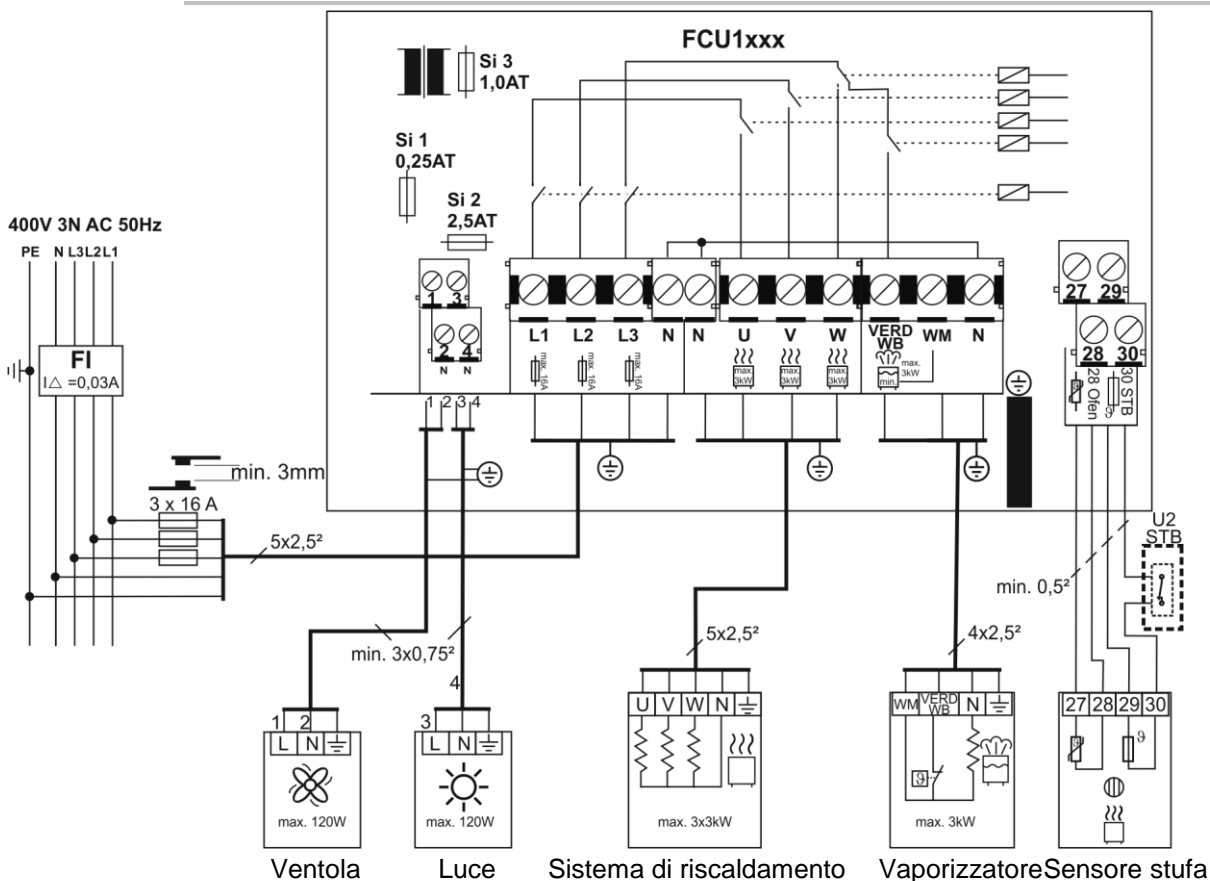 FCU1xxx
Si 3
1,0AT
Si 1
0,25AT
Si 2
2,5AT
400V 3N AC 50Hz
PE N L3 L2 L1
FI
I△ =0,03A
1 3
2 4
N N
L1 L2 L3 N N U V W VERD WB WM N
max. 16A max. 16A max. 16A
max. 3kW max. 3kW max. 3kW
min. max. 3kW
27 29
28 30
28 Ofen
ϑ
30 STB
1 2 3 4
min. 3mm
3 x 16 A
5x2,5²
min. 3x0,75²
5x2,5²
4x2,5²
min. 0,5²
U2
STB
1 2
L N
max. 120W
3 4
L N
max. 120W
U V W N
max. 3x3kW
WM VERD WB N
ϑ
max. 3kW
27 28 29 30
ϑ ϑ
Ventola Luce Sistema di riscaldamento Vaporizzatore Sensore stufa